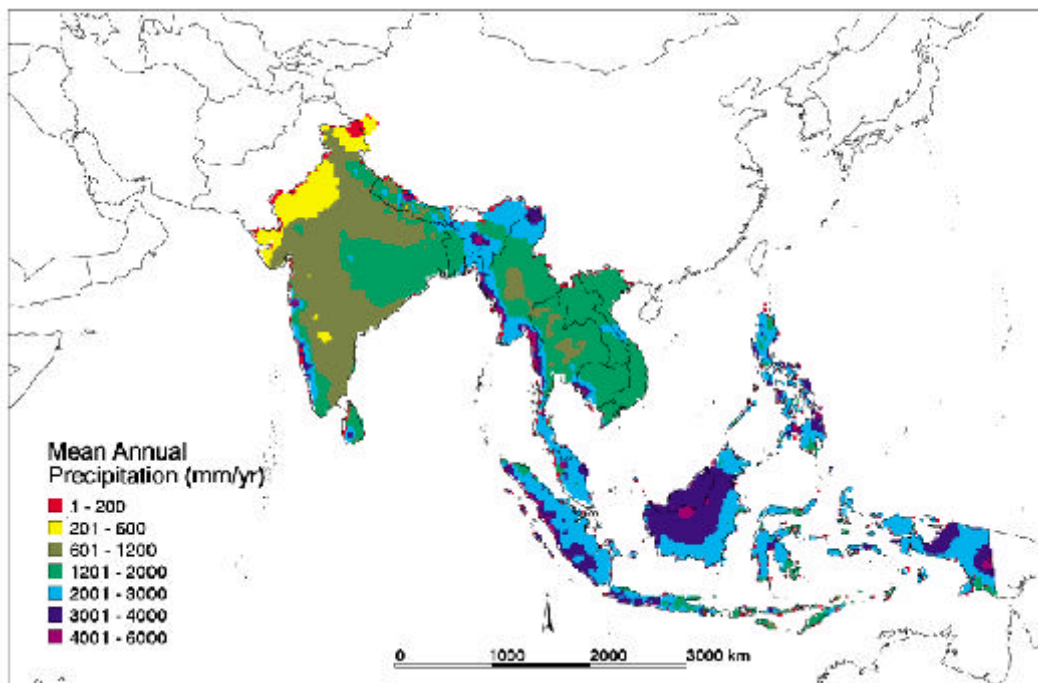 Mean Annual
Precipitation (mm/yr)
1 - 200
201 - 600
601 - 1200
1201 - 2000
2001 - 3000
3001 - 4000
4001 - 6000
0 1000 2000 3000 km